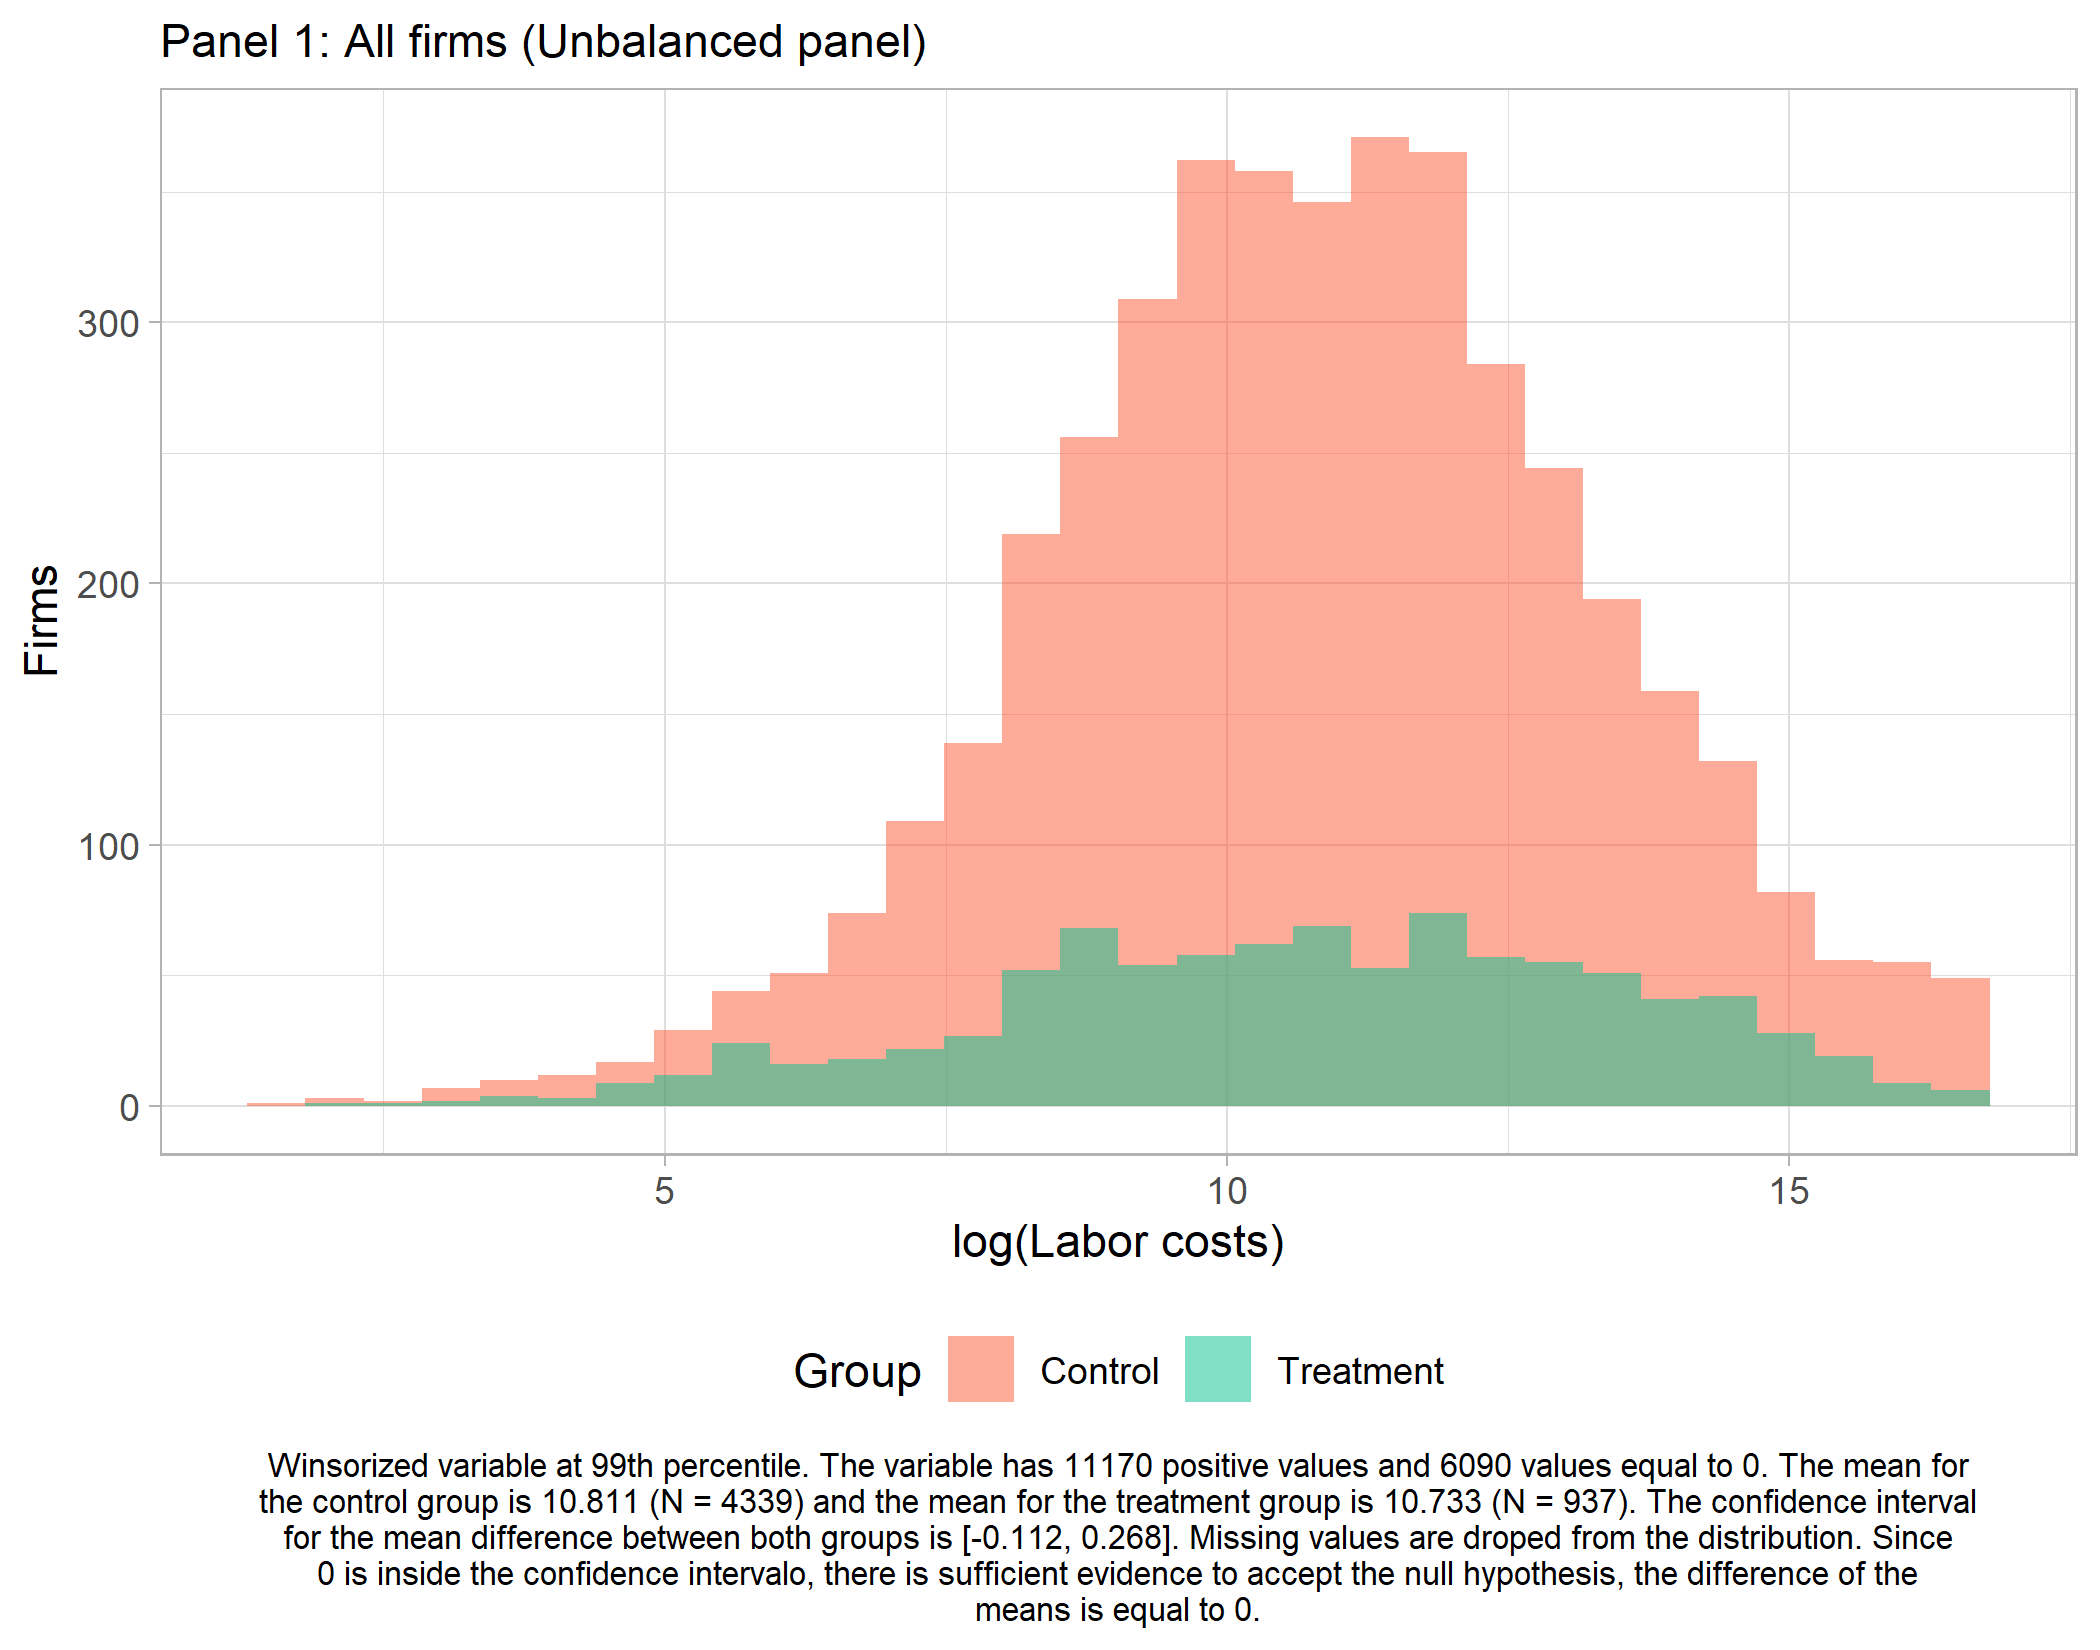 Panel 1: All firms (Unbalanced panel)
300
200
100
0
Firms
5 10 15
log(Labor costs)
Group Control Treatment
Winsorized variable at 99th percentile. The variable has 11170 positive values and 6090 values equal to 0. The mean for
the control group is 10.811 (N = 4339) and the mean for the treatment group is 10.733 (N = 937). The confidence interval
for the mean difference between both groups is [-0.112, 0.268]. Missing values are droped from the distribution. Since
0 is inside the confidence intervalo, there is sufficient evidence to accept the null hypothesis, the difference of the
means is equal to 0.